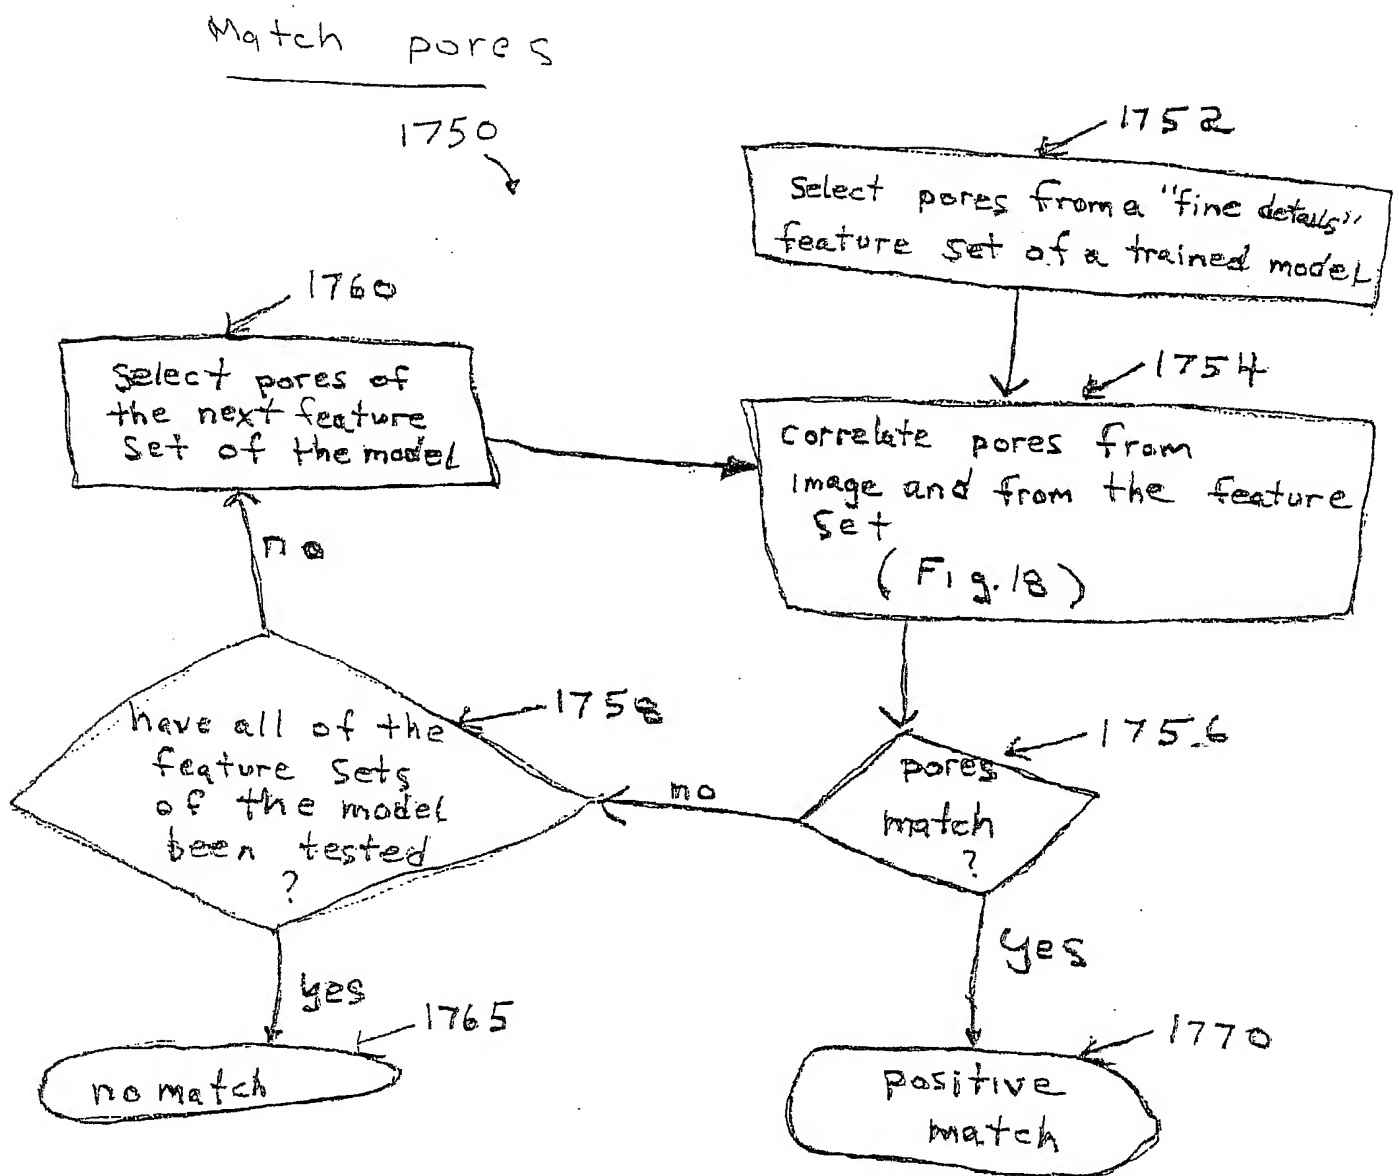 Match pores
1750
1752
Select pores from a "fine details"
feature set of a trained model
1760
Select pores of
the next feature
set of the model
1754
correlate pores from
image and from the feature
set
(Fig. 18)
no
1758
have all of the
feature sets
of the model
been tested
?
no
1756
pores
match
?
yes
1765
no match
yes
1770
positive
match